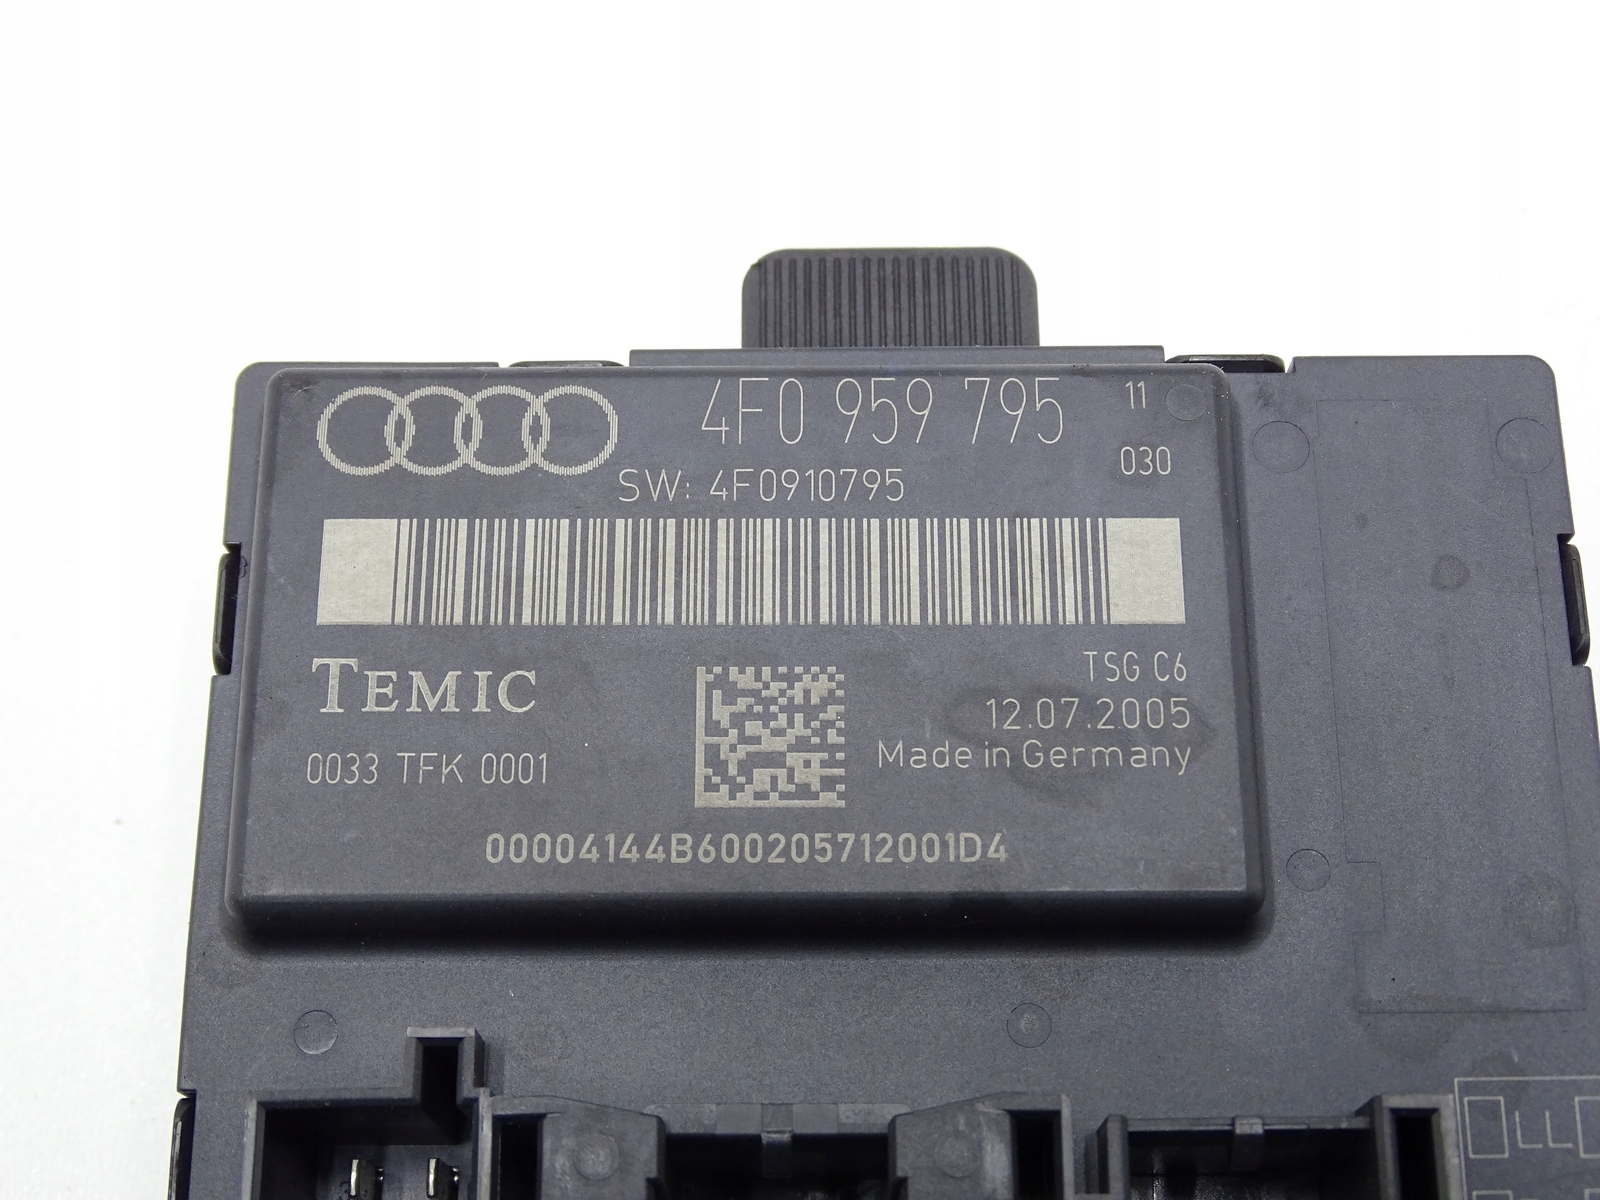 4F0 959 795 11
SW: 4F0910795 030
TEMIC
TSG C6
12.07.2005
Made in Germany
0033 TFK 0001
00004144B600205712001D4
LL